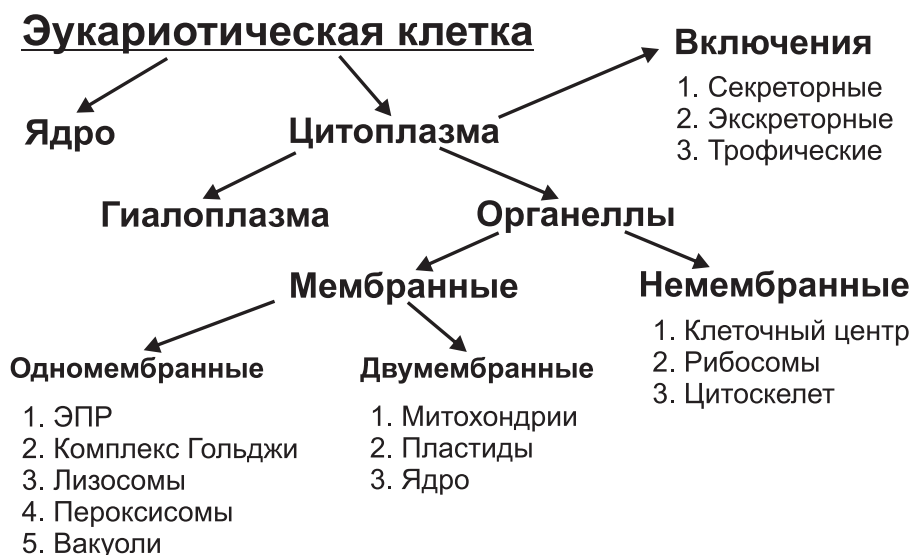 Эукариотическая клетка
Включения
1. Секреторные
2. Экскреторные
3. Трофические
Ядро
Цитоплазма
Гиалоплазма
Органеллы
Мембранные
Немембранные
1. Клеточный центр
2. Рибосомы
3. Цитоскелет
Одномембранные
1. ЭПР
2. Комплекс Гольджи
3. Лизосомы
4. Пероксисомы
5. Вакуоли
Двумембранные
1. Митохондрии
2. Пластиды
3. Ядро